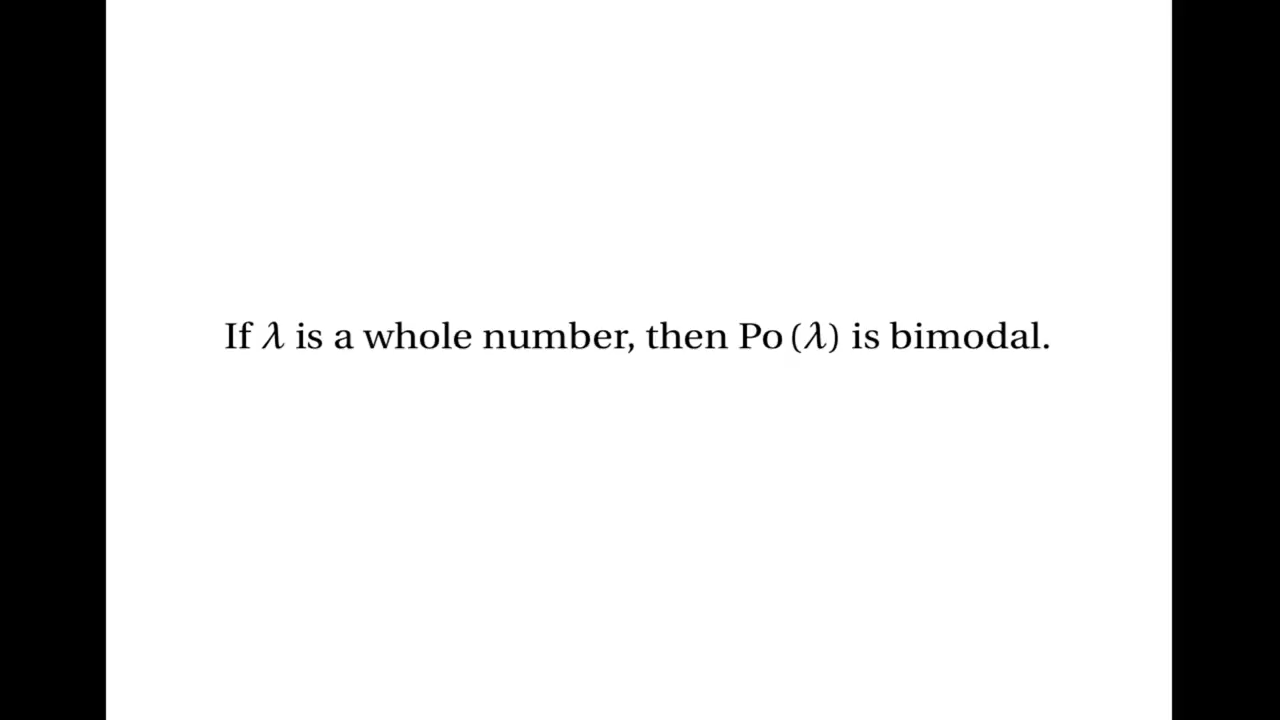 If λ is a whole number, then Po (λ) is bimodal.